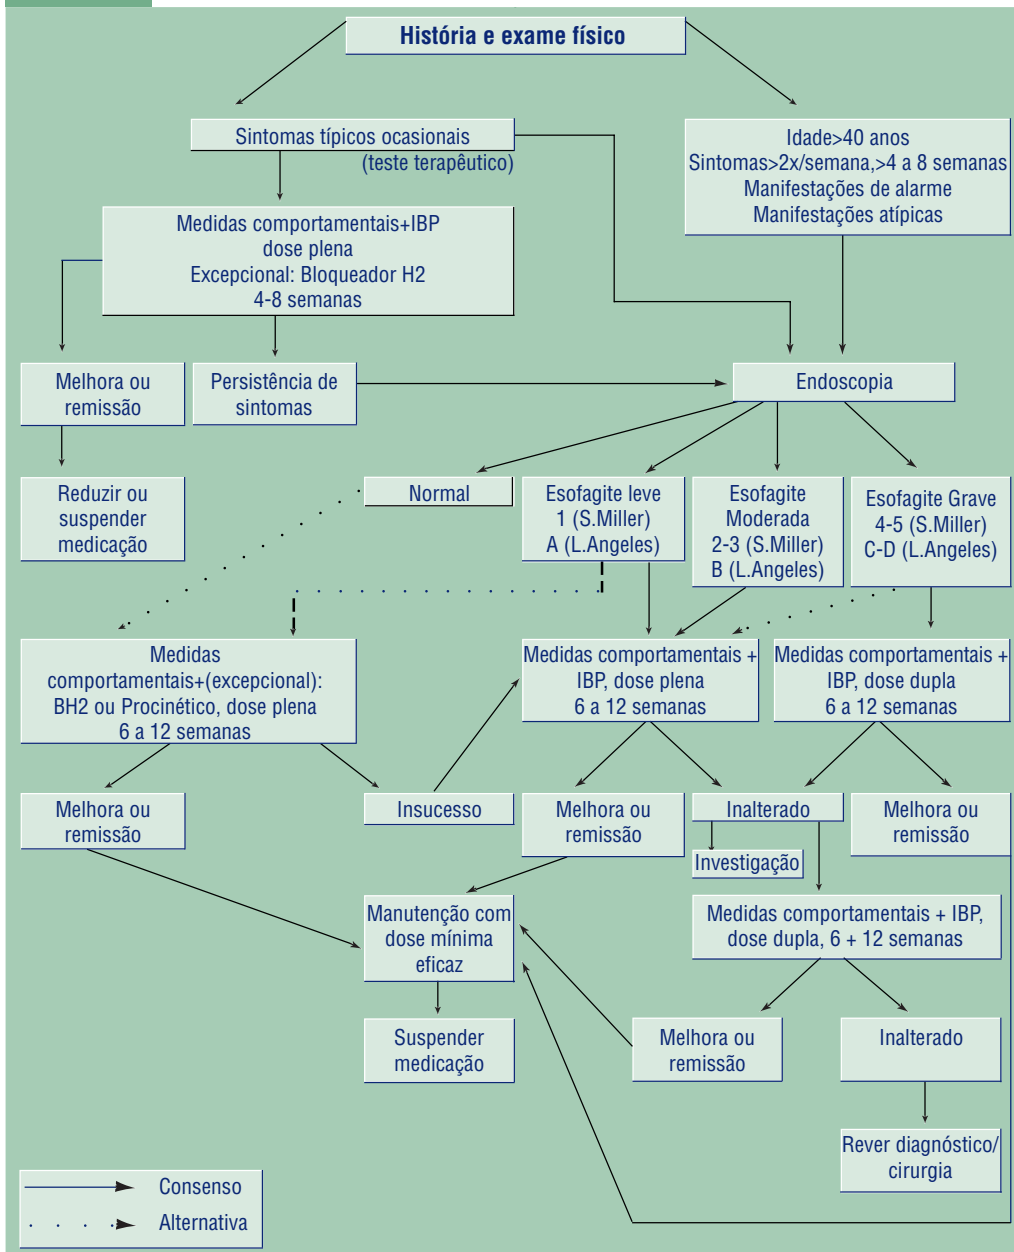 História e exame físico
Sintomas típicos ocasionais
(teste terapêutico)
Idade>40 anos
Sintomas>2x/semana,>4 a 8 semanas
Manifestações de alarme
Manifestações atípicas
Medidas comportamentais+IBP
dose plena
Excepcional: Bloqueador H2
4-8 semanas
Melhora ou
remissão
Persistência de
sintomas
Endoscopia
Reduzir ou
suspender
medicação
Normal
Esofagite leve
1 (S.Miller)
A (L.Angeles)
Esofagite
Moderada
2-3 (S.Miller)
B (L.Angeles)
Esofagite Grave
4-5 (S.Miller)
C-D (L.Angeles)
Medidas
comportamentais+(excepcional):
BH2 ou Procinético, dose plena
6 a 12 semanas
Medidas comportamentais +
IBP, dose plena
6 a 12 semanas
Medidas comportamentais +
IBP, dose dupla
6 a 12 semanas
Melhora ou
remissão
Insucesso
Melhora ou
remissão
Inalterado
Melhora ou
remissão
Investigação
Manutenção com
dose mínima
eficaz
Medidas comportamentais + IBP,
dose dupla, 6 + 12 semanas
Suspender
medicação
Melhora ou
remissão
Inalterado
Rever diagnóstico/
cirurgia
Consenso
Alternativa